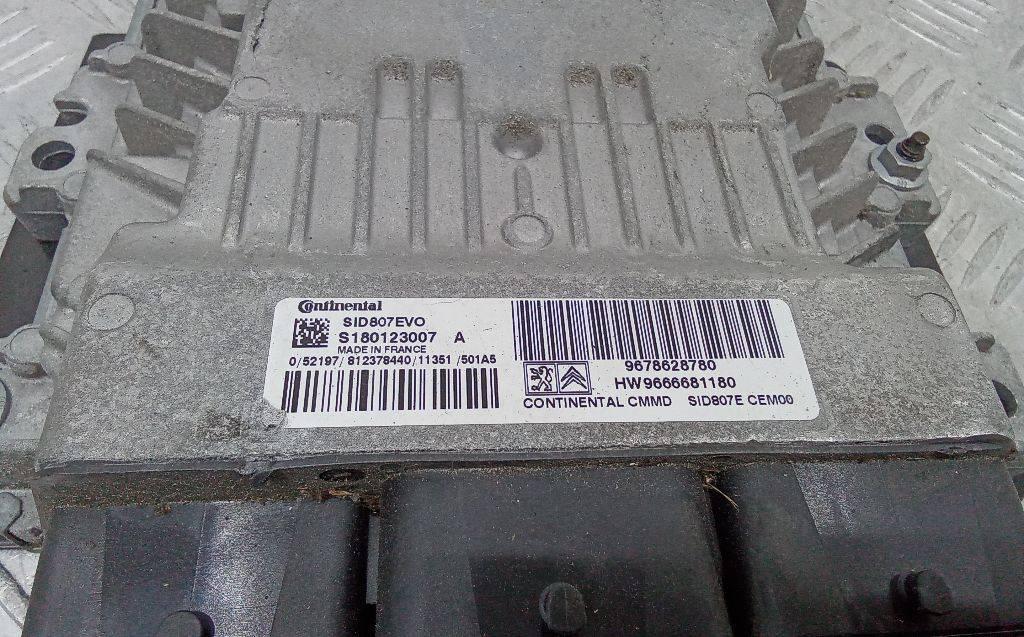 Continental
SID807EVO
S180123007 A
MADE IN FRANCE
0/52197/812378440/11351/501A5
9678628780
HW9666681180
CONTINENTAL CMMD SID807E CEM00